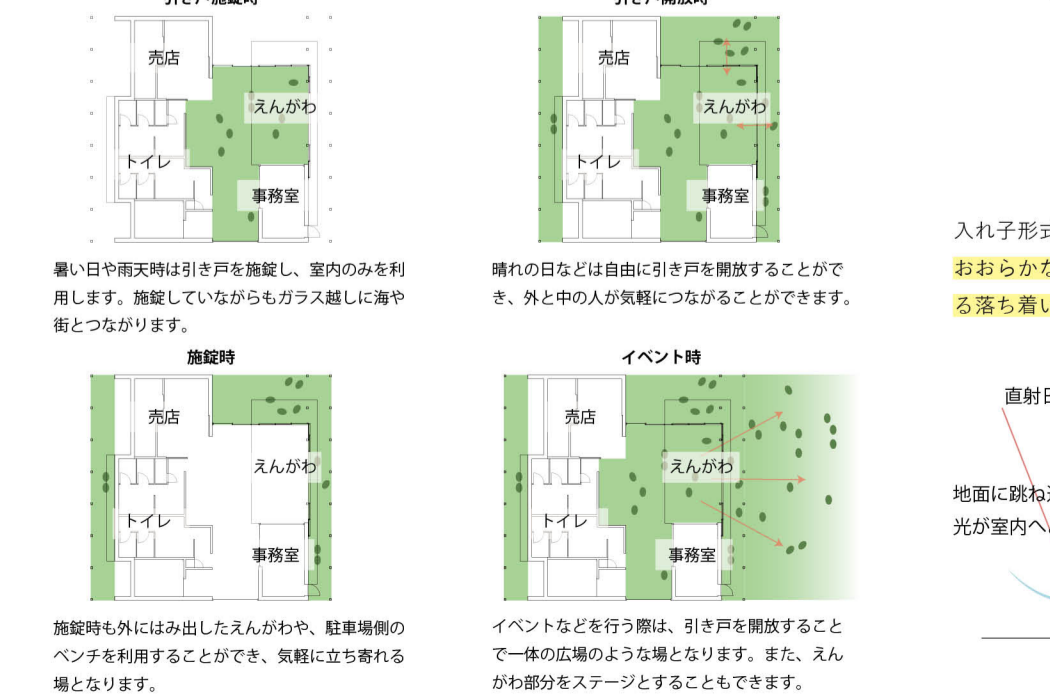 引き戸施錠時
売店
えんがわ
トイレ
事務室
暑い日や雨天時は引き戸を施錠し、室内のみを利
用します。施錠していながらもガラス越しに海や
街とつながります。
引き戸開放時
売店
えんがわ
トイレ
事務室
晴れの日などは自由に引き戸を開放することがで
き、外と中の人が気軽につながることができます。
施錠時
売店
えんがわ
トイレ
事務室
施錠時も外にはみ出したえんがわや、駐車場側の
ベンチを利用することができ、気軽に立ち寄れる
場となります。
イベント時
売店
えんがわ
トイレ
事務室
イベントなどを行う際は、引き戸を開放すること
で一体の広場のような場となります。また、えん
がわ部分をステージとすることもできます。
入れ子形式
おおらかな
る落ち着い
直射日
地面に跳ね
光が室内へ